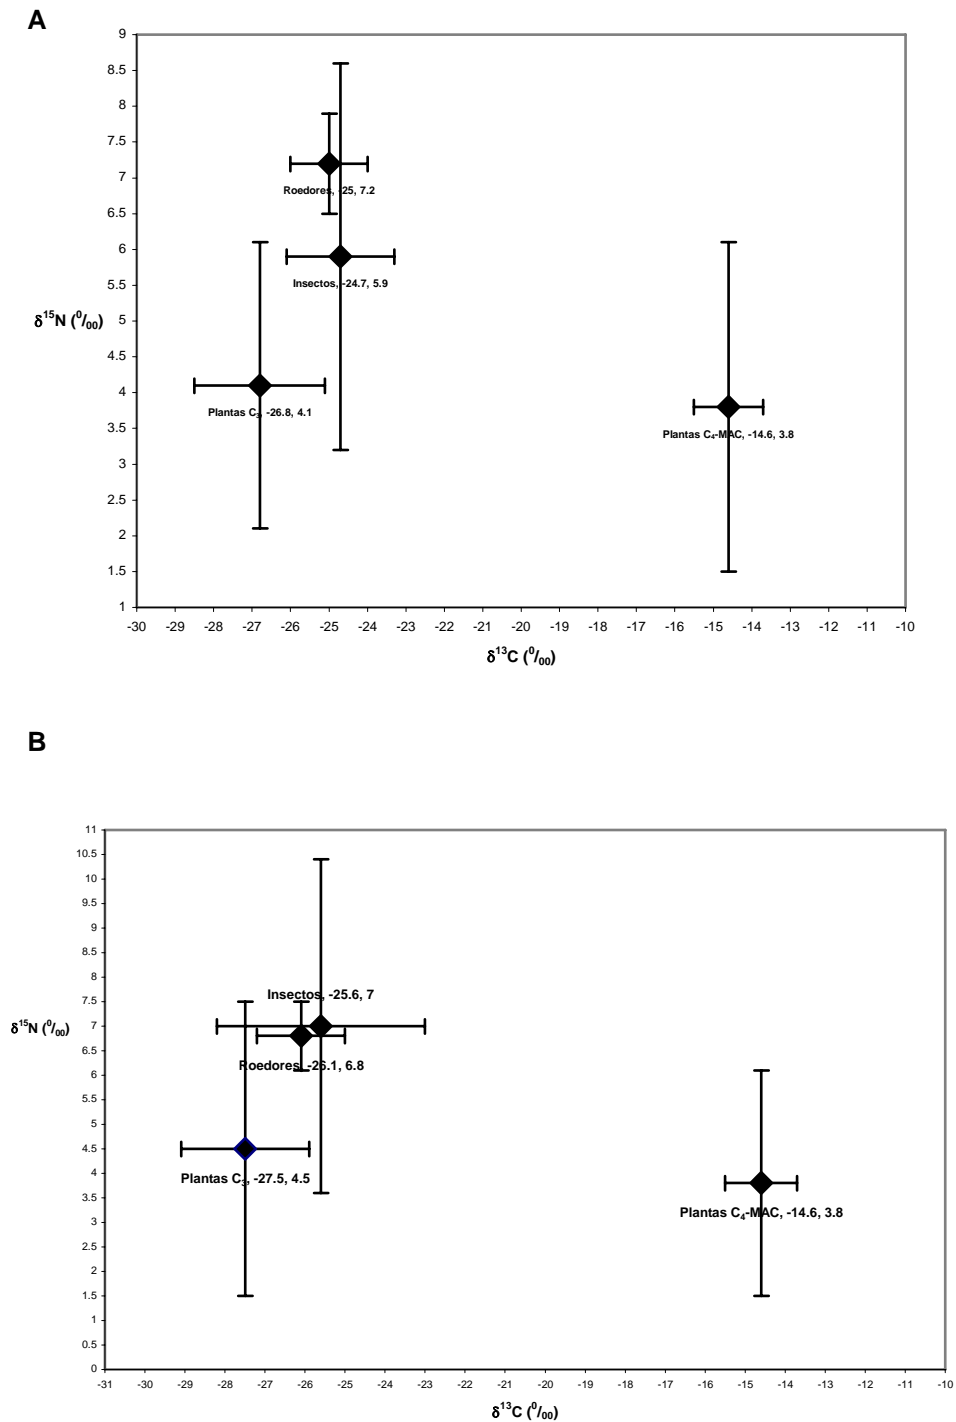 A
9
8.5
8
7.5
7
6.5
6
5.5
5
4.5
4
3.5
3
2.5
2
1.5
1
δ¹⁵N (⁰/₀₀)
Roedores, -25, 7.2
Insectos, -24.7, 5.9
Plantas C₃, -26.8, 4.1
Plantas C₄-MAC, -14.6, 3.8
-30 -29 -28 -27 -26 -25 -24 -23 -22 -21 -20 -19 -18 -17 -16 -15 -14 -13 -12 -11 -10
δ¹³C (⁰/₀₀)
B
11
10.5
10
9.5
9
8.5
8
7.5
7
6.5
6
5.5
5
4.5
4
3.5
3
2.5
2
1.5
1
0.5
0
δ¹⁵N (⁰/₀₀)
Insectos, -25.6, 7
Roedores, -26.1, 6.8
Plantas C₃, -27.5, 4.5
Plantas C₄-MAC, -14.6, 3.8
-31 -30 -29 -28 -27 -26 -25 -24 -23 -22 -21 -20 -19 -18 -17 -16 -15 -14 -13 -12 -11 -10
δ¹³C (⁰/₀₀)